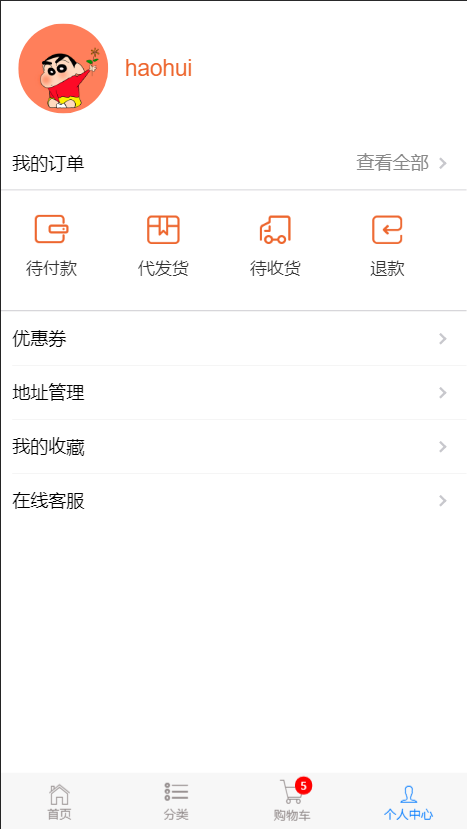 haohui
我的订单 查看全部
待付款 代发货 待收货 退款
优惠券
地址管理
我的收藏
在线客服
5
首页 分类 购物车 个人中心